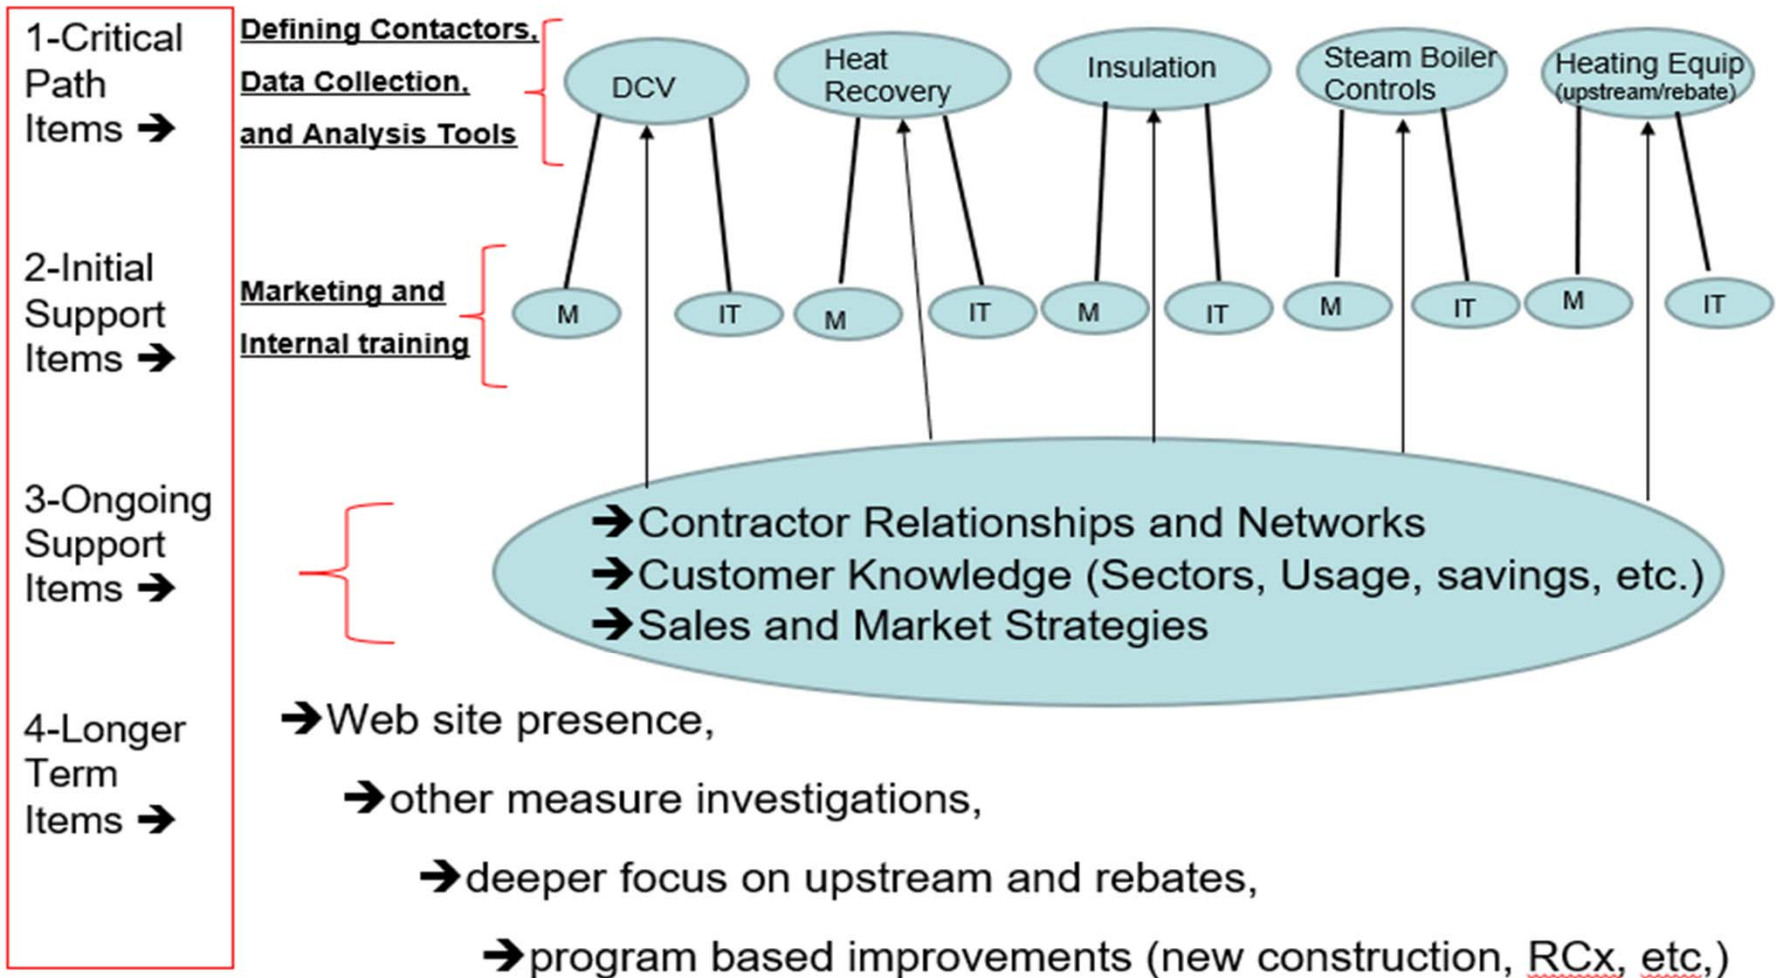 1-Critical
Path
Items ➔
Defining Contactors,
Data Collection,
and Analysis Tools
DCV
Heat
Recovery
Insulation
Steam Boiler
Controls
Heating Equip
(upstream/rebate)
2-Initial
Support
Items ➔
Marketing and
Internal training
M
IT
M
IT
M
IT
M
IT
M
IT
3-Ongoing
Support
Items ➔
➔Contractor Relationships and Networks
➔Customer Knowledge (Sectors, Usage, savings, etc.)
➔Sales and Market Strategies
4-Longer
Term
Items ➔
➔Web site presence,
➔other measure investigations,
➔deeper focus on upstream and rebates,
➔program based improvements (new construction, RCx, etc,)